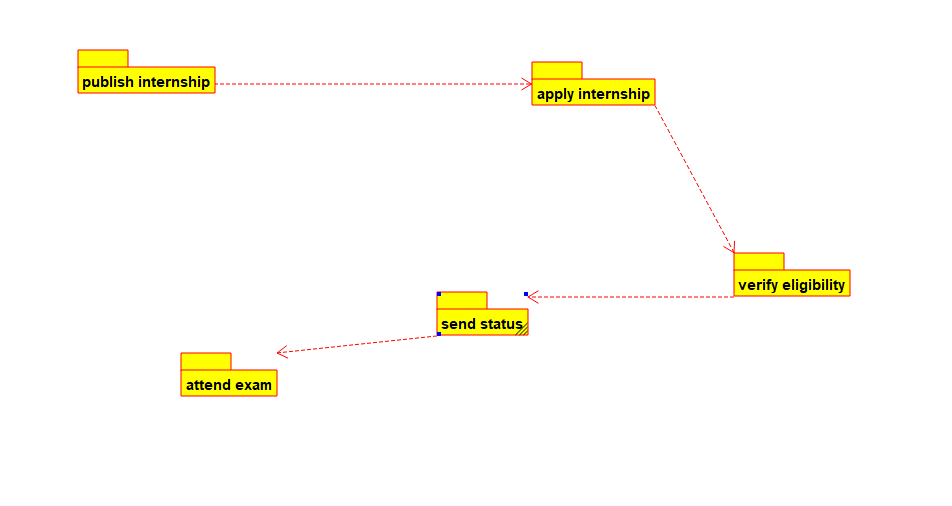 publish internship
apply internship
verify eligibility
send status
attend exam